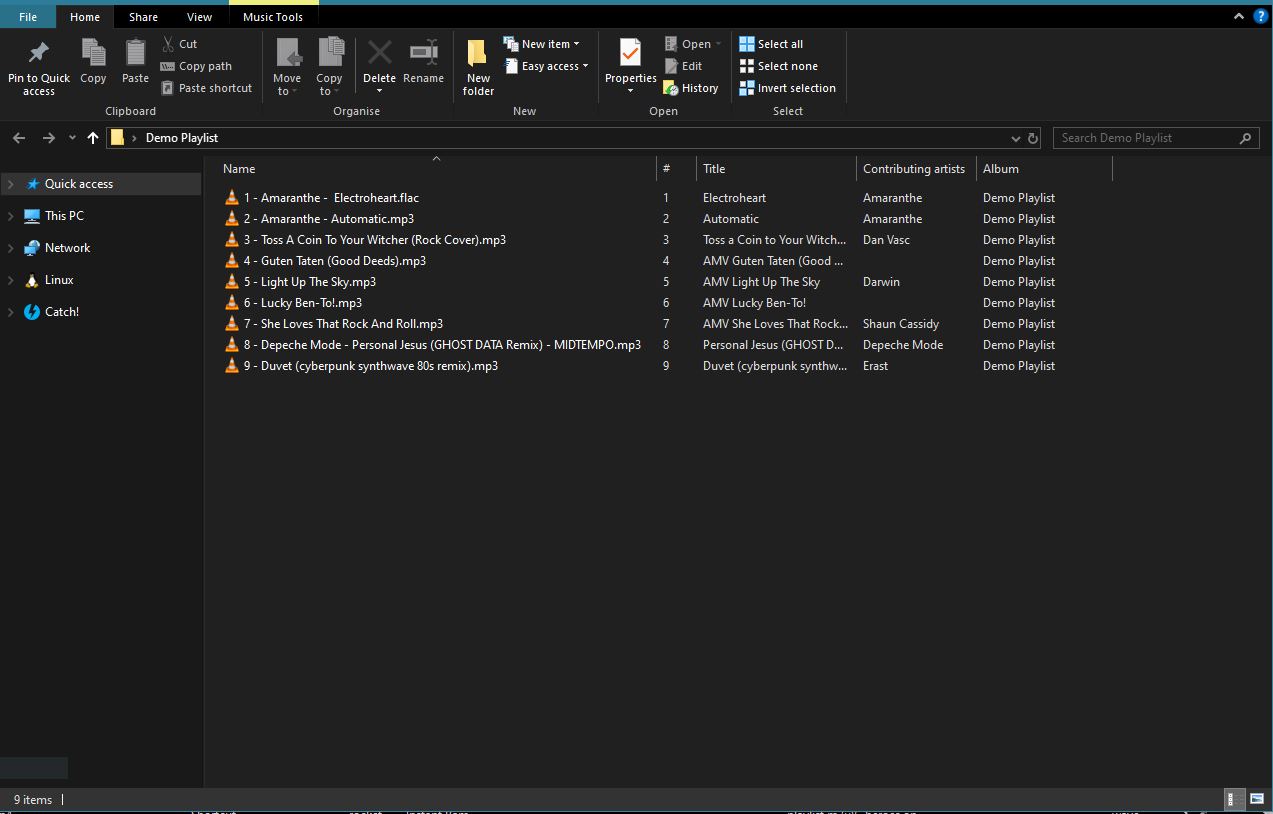 File Home Share View Music Tools
Pin to Quick access
Copy
Paste
Cut
Copy path
Paste shortcut
Clipboard
Move to
Copy to
Delete
Rename
Organise
New folder
New item
Easy access
New
Properties
Open
Edit
History
Open
Select all
Select none
Invert selection
Select
Demo Playlist
Search Demo Playlist
Quick access
This PC
Network
Linux
Catch!
Name # Title Contributing artists Album
1 - Amaranthe -  Electroheart.flac 1 Electroheart Amaranthe Demo Playlist
2 - Amaranthe - Automatic.mp3 2 Automatic Amaranthe Demo Playlist
3 - Toss A Coin To Your Witcher (Rock Cover).mp3 3 Toss a Coin to Your Witch... Dan Vasc Demo Playlist
4 - Guten Taten (Good Deeds).mp3 4 AMV Guten Taten (Good ... Demo Playlist
5 - Light Up The Sky.mp3 5 AMV Light Up The Sky Darwin Demo Playlist
6 - Lucky Ben-To!.mp3 6 AMV Lucky Ben-To! Demo Playlist
7 - She Loves That Rock And Roll.mp3 7 AMV She Loves That Rock... Shaun Cassidy Demo Playlist
8 - Depeche Mode - Personal Jesus (GHOST DATA Remix) - MIDTEMPO.mp3 8 Personal Jesus (GHOST D... Depeche Mode Demo Playlist
9 - Duvet (cyberpunk synthwave 80s remix).mp3 9 Duvet (cyberpunk synthw... Erast Demo Playlist
9 items